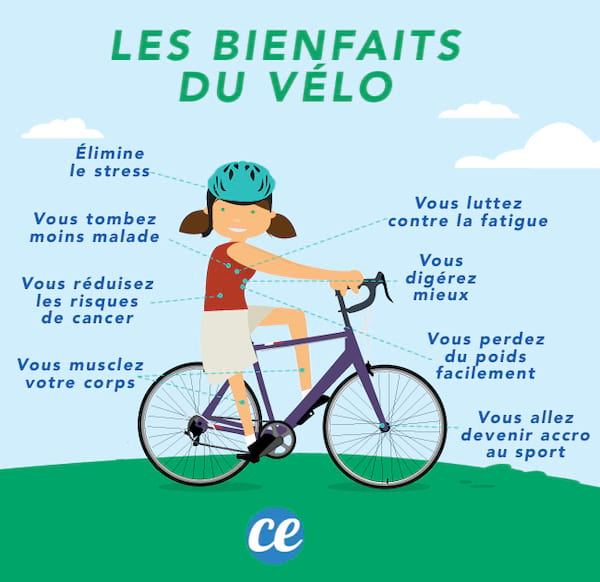 LES BIENFAITS
DU VÉLO
Élimine
le stress
Vous tombez
moins malade
Vous réduisez
les risques
de cancer
Vous musclez
votre corps
Vous luttez
contre la fatigue
Vous
digérez
mieux
Vous perdez
du poids
facilement
Vous allez
devenir accro
au sport
ce